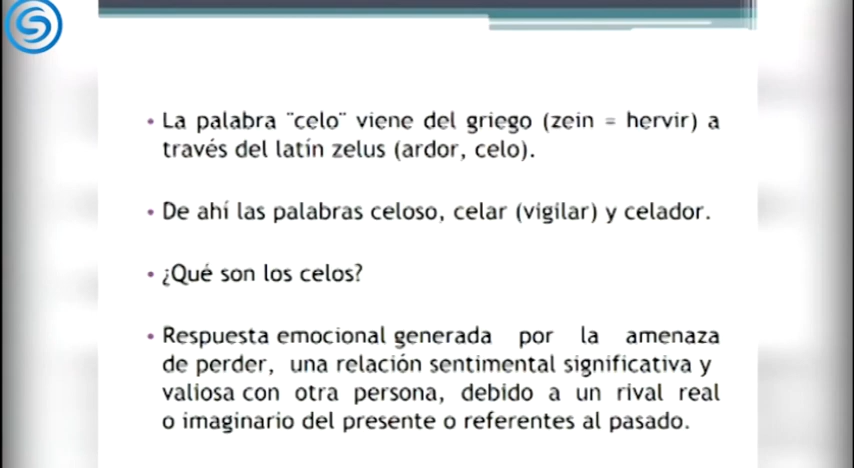 • La palabra ¨celo¨ viene del griego (zein = hervir) a
través del latín zelus (ardor, celo).
• De ahí las palabras celoso, celar (vigilar) y celador.
• ¿Qué son los celos?
• Respuesta emocional generada por la amenaza
de perder, una relación sentimental significativa y
valiosa con otra persona, debido a un rival real
o imaginario del presente o referentes al pasado.